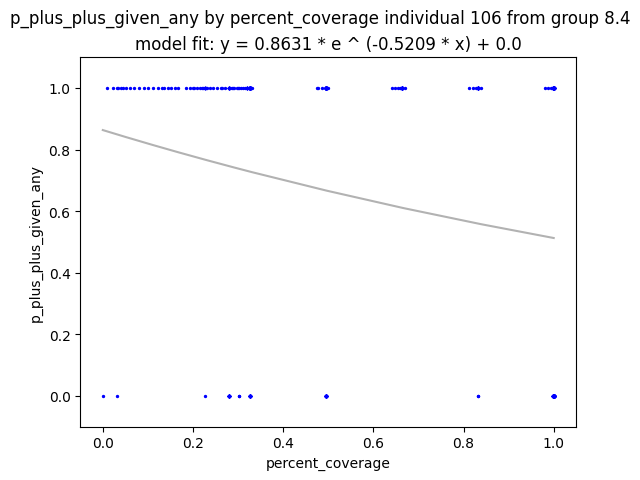 p_plus_plus_given_any by percent_coverage individual 106 from group 8.4
model fit: y = 0.8631 * e ^ (-0.5209 * x) + 0.0
1.0
0.8
0.6
0.4
0.2
0.0
p_plus_plus_given_any
0.0 0.2 0.4 0.6 0.8 1.0
percent_coverage